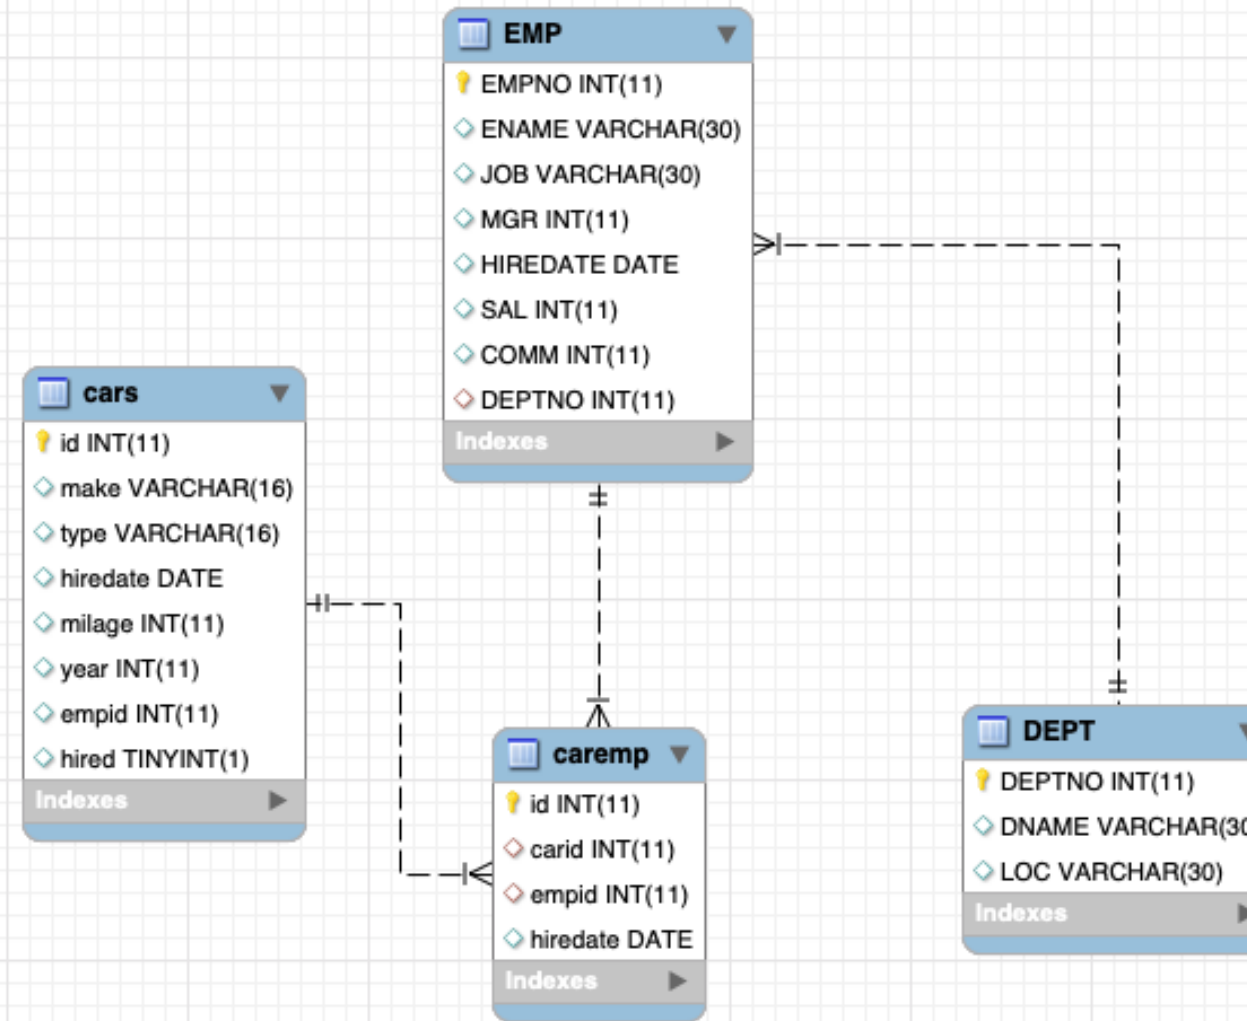 EMP
EMPNO INT(11)
ENAME VARCHAR(30)
JOB VARCHAR(30)
MGR INT(11)
HIREDATE DATE
SAL INT(11)
COMM INT(11)
DEPTNO INT(11)
Indexes
cars
id INT(11)
make VARCHAR(16)
type VARCHAR(16)
hiredate DATE
milage INT(11)
year INT(11)
empid INT(11)
hired TINYINT(1)
Indexes
caremp
id INT(11)
carid INT(11)
empid INT(11)
hiredate DATE
Indexes
DEPT
DEPTNO INT(11)
DNAME VARCHAR(30
LOC VARCHAR(30)
Indexes